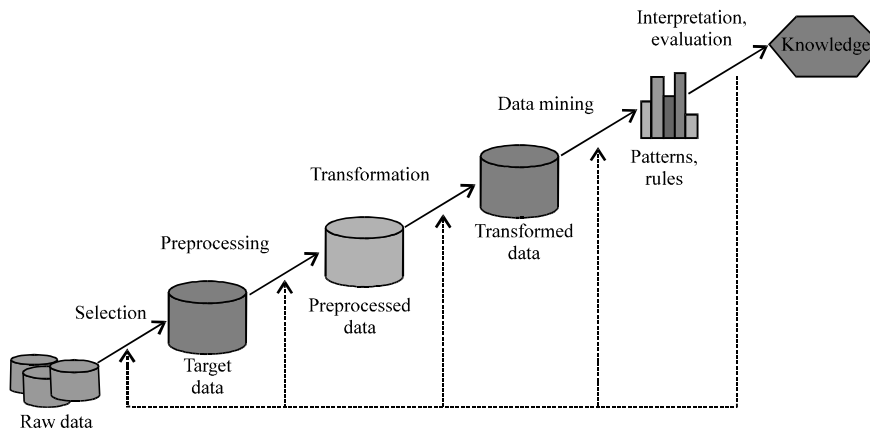 Interpretation,
evaluation
Knowledge
Data mining
Patterns,
rules
Transformation
Transformed
data
Preprocessing
Preprocessed
data
Selection
Target
data
Raw data